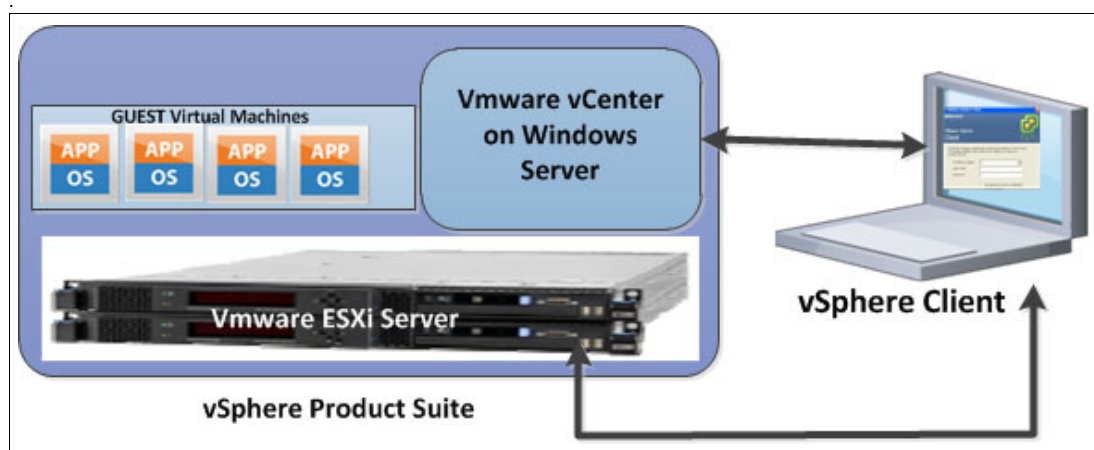 GUEST Virtual Machines
APP
OS
APP
OS
APP
OS
APP
OS
Vmware vCenter
on Windows
Server
Vmware ESXi Server
vSphere Product Suite
vSphere Client
Client